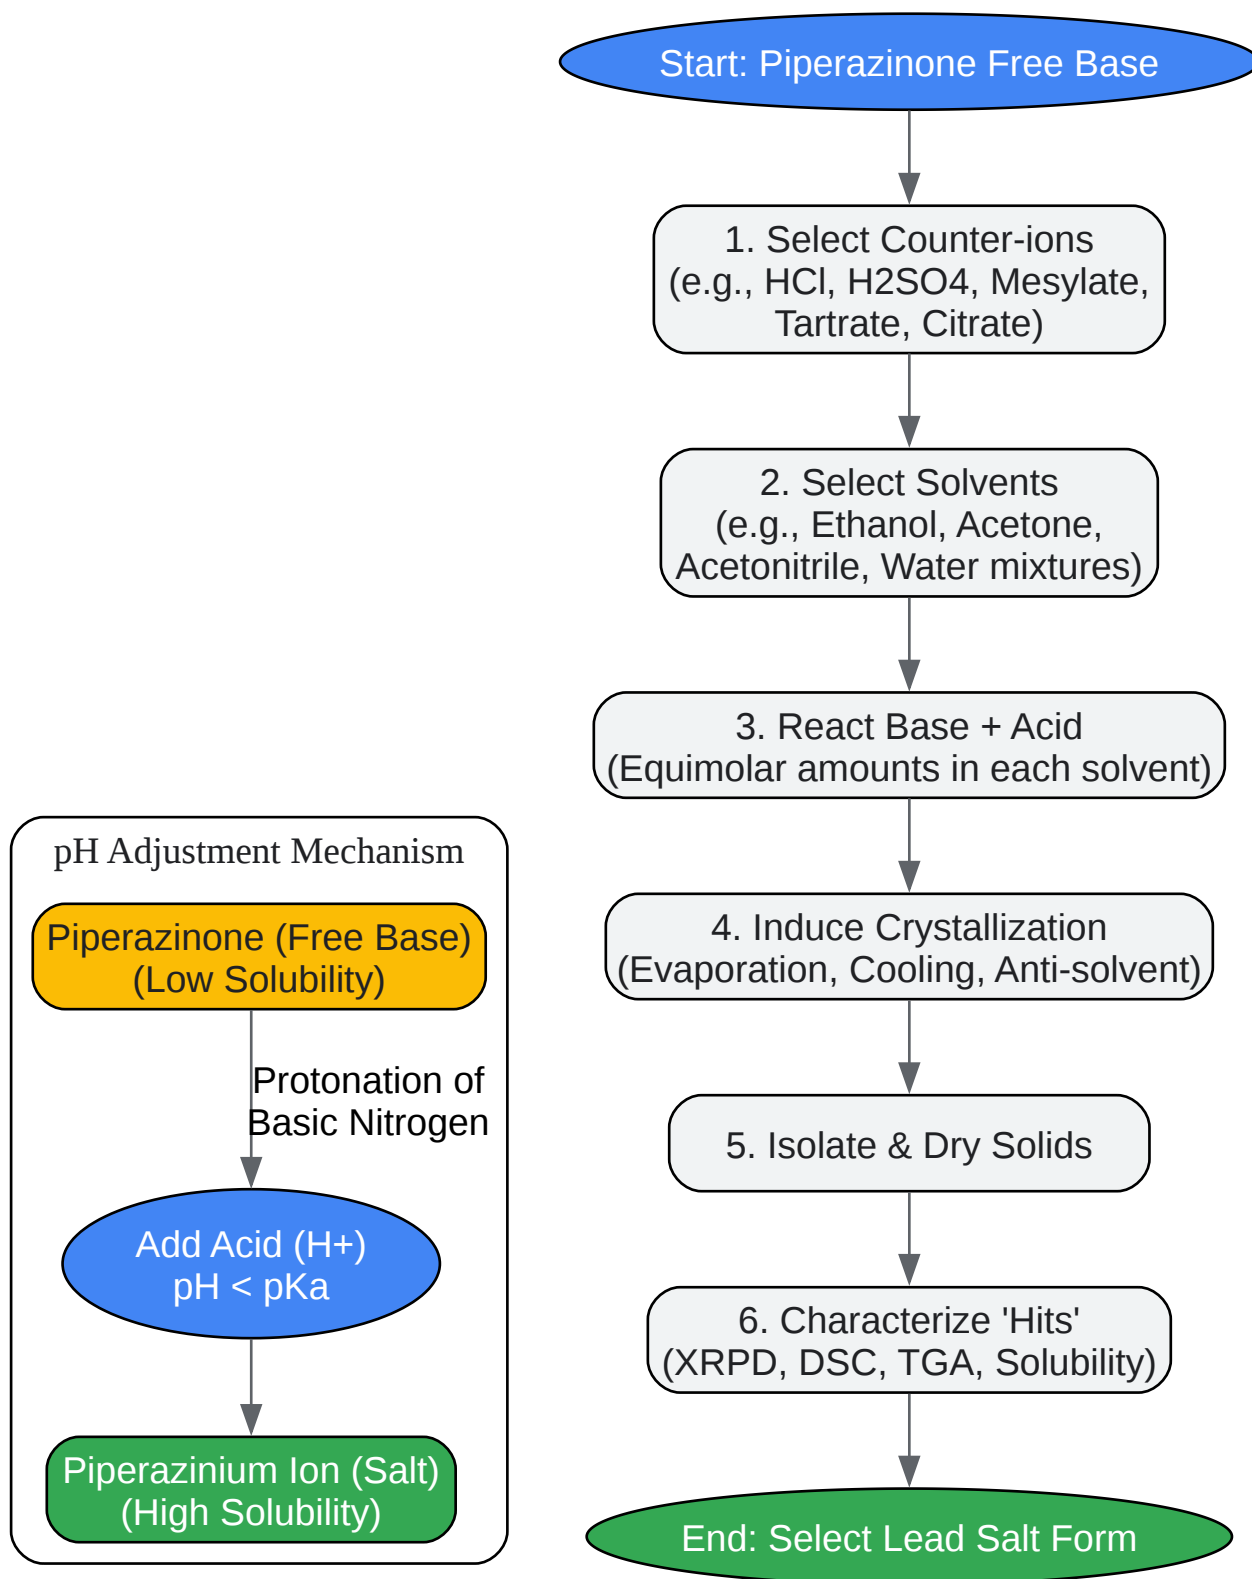 Start: Piperazinone Free Base
1. Select Counter-ions
(e.g., HCl, H2SO4, Mesylate,
Tartrate, Citrate)
2. Select Solvents
(e.g., Ethanol, Acetone,
Acetonitrile, Water mixtures)
3. React Base + Acid
(Equimolar amounts in each solvent)
4. Induce Crystallization
(Evaporation, Cooling, Anti-solvent)
5. Isolate & Dry Solids
6. Characterize 'Hits'
(XRPD, DSC, TGA, Solubility)
End: Select Lead Salt Form
pH Adjustment Mechanism
Piperazinone (Free Base)
(Low Solubility)
Protonation of
Basic Nitrogen
Add Acid (H+)
pH < pKa
Piperazinium Ion (Salt)
(High Solubility)